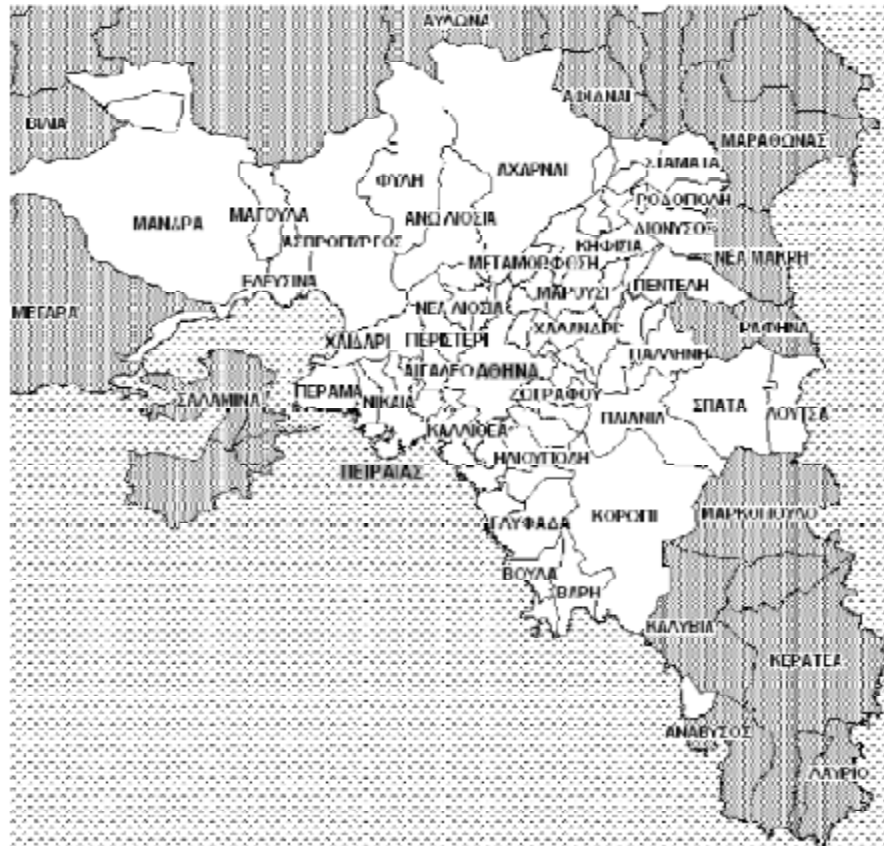 ΑΥΛΩΝΑ
ΑΦΙΔΝΑΙ
ΒΙΛΙΑ
ΜΑΡΑΘΩΝΑΣ
ΣΤΑΜΑΤΑ
ΑΧΑΡΝΑΙ
ΦΥΛΗ
ΡΟΔΟΠΟΛΗ
ΜΑΓΟΥΛΑ
ΑΝΩ ΛΙΟΣΙΑ
ΜΑΝΔΡΑ
ΔΙΟΝΥΣΟΣ
ΑΣΠΡΟΠΥΡΓΟΣ
ΚΗΦΙΣΙΑ
ΝΕΑ ΜΑΚΡΗ
ΜΕΤΑΜΟΡΦΩΣΗ
ΕΛΕΥΣΙΝΑ
ΠΕΝΤΕΛΗ
ΜΑΡΟΥΣΙ
ΝΕΑ ΛΙΟΣΙΑ
ΜΕΓΑΡΑ
ΧΑΛΑΝΔΡΙ
ΡΑΦΗΝΑ
ΧΑΙΔΑΡΙ
ΠΕΡΙΣΤΕΡΙ
ΠΑΛΛΗΝΗ
ΑΙΓΑΛΕΩ
ΑΘΗΝΑ
ΠΕΡΑΜΑ
ΖΩΓΡΑΦΟΥ
ΣΑΛΑΜΙΝΑ
ΝΙΚΑΙΑ
ΣΠΑΤΑ
ΛΟΥΤΣΑ
ΠΑΙΑΝΙΑ
ΚΑΛΛΙΘΕΑ
ΗΛΙΟΥΠΟΛΗ
ΠΕΙΡΑΙΑΣ
ΚΟΡΩΠΙ
ΜΑΡΚΟΠΟΥΛΟ
ΓΛΥΦΑΔΑ
ΒΟΥΛΑ
ΒΑΡΗ
ΚΑΛΥΒΙΑ
ΚΕΡΑΤΕΑ
ΑΝΑΒΥΣΟΣ
ΛΑΥΡΙΟ